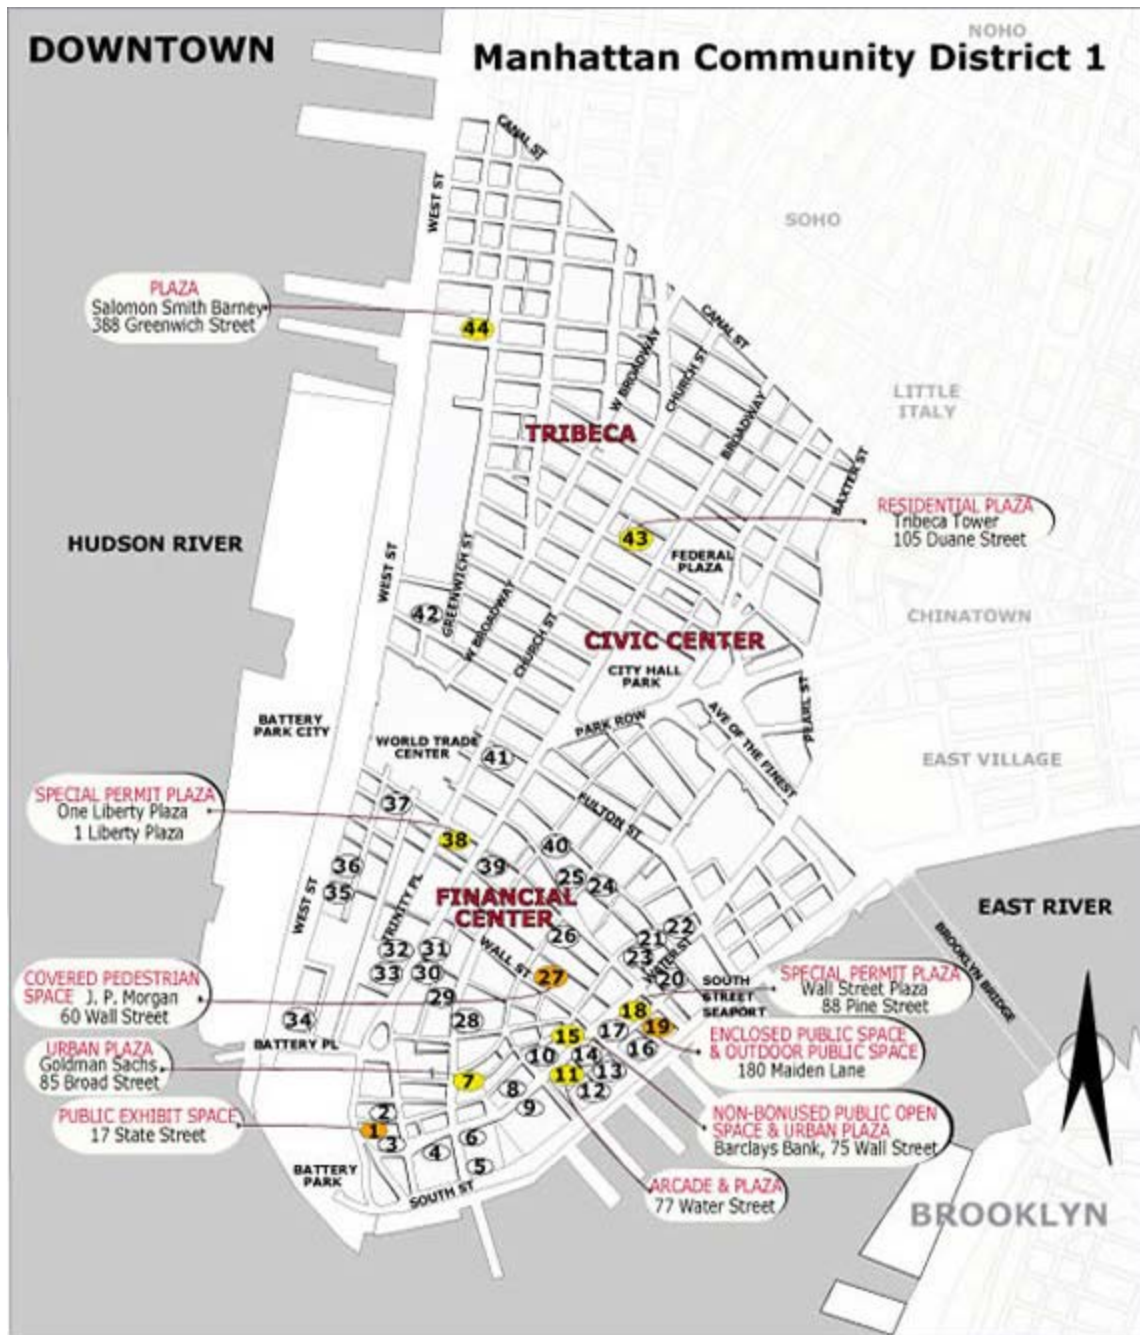 DOWNTOWN
Manhattan Community District 1
NOHO
CANAL ST
WEST ST
SOHO
PLAZA
Salomon Smith Barney
388 Greenwich Street
44
CANAL ST
W BROADWAY
CHURCH ST
BROADWAY
LITTLE
ITALY
TRIBECA
BAXTER ST
RESIDENTIAL PLAZA
Tribeca Tower
105 Duane Street
43
HUDSON RIVER
FEDERAL
PLAZA
WEST ST
GREENWICH ST
42
W BROADWAY
CHURCH ST
CHINATOWN
CIVIC CENTER
CITY HALL
PARK
PEARL ST
BATTERY
PARK CITY
PARK ROW
AVE OF THE FINEST
WORLD TRADE
CENTER
41
EAST VILLAGE
SPECIAL PERMIT PLAZA
One Liberty Plaza
1 Liberty Plaza
37
FULTON ST
38
40
39
36
35
25
24
WEST ST
TRINITY PL
FINANCIAL
CENTER
EAST RIVER
22
21
26
23
WATER ST
32
31
WALL ST
BROOKLYN BRIDGE
COVERED PEDESTRIAN
SPACE J. P. Morgan
60 Wall Street
33
30
27
20
SOUTH
STREET
SEAPORT
SPECIAL PERMIT PLAZA
Wall Street Plaza
88 Pine Street
29
34
28
18
19
17
15
16
BATTERY PL
ENCLOSED PUBLIC SPACE
& OUTDOOR PUBLIC SPACE
180 Maiden Lane
URBAN PLAZA
Goldman Sachs
85 Broad Street
10
14
13
7
11
8
12
9
PUBLIC EXHIBIT SPACE
17 State Street
2
1
3
6
4
5
NON-BONUSED PUBLIC OPEN
SPACE & URBAN PLAZA
Barclays Bank, 75 Wall Street
BATTERY
PARK
SOUTH ST
ARCADE & PLAZA
77 Water Street
BROOKLYN